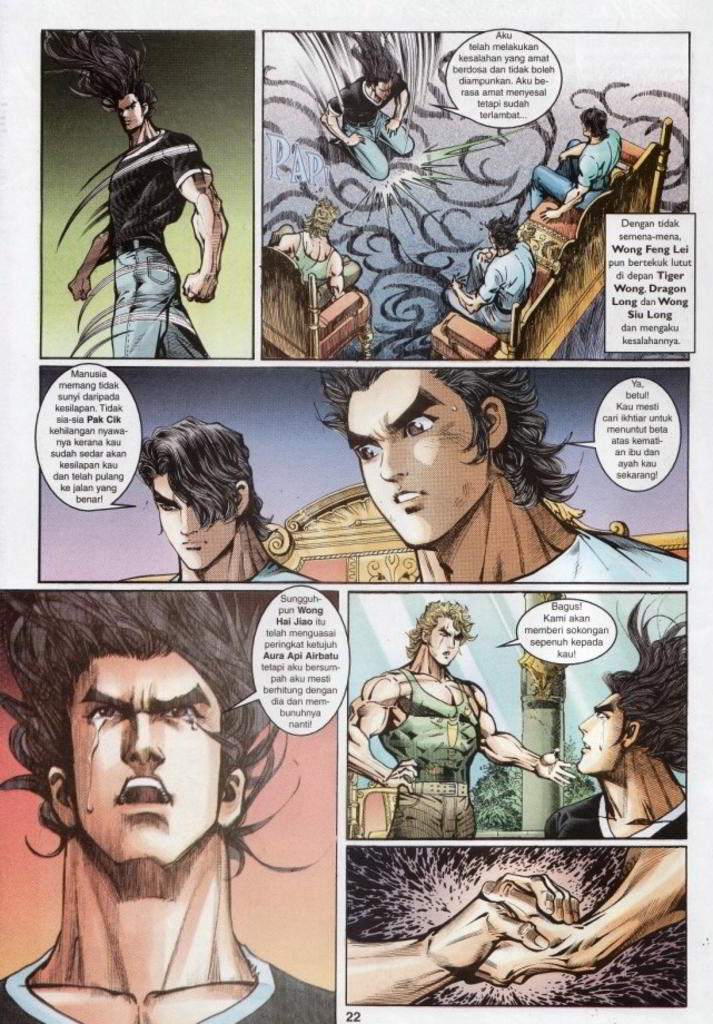 Aku
telah melakukan
kesalahan yang amat
berdosa dan tidak boleh
diampunkan. Aku be-
rasa amat menyesal
tetapi sudah
terlambat...
PAP!
Dengan tidak
semena-mena,
Wong Feng Lei
pun bertekuk lutut
di depan Tiger
Wong, Dragon
Long dan Wong
Siu Long
dan mengaku
kesalahannya.
Manusia
memang tidak
sunyi daripada
kesilapan. Tidak
sia-sia Pak Cik
kehilangan nyawa-
nya kerana kau
sudah sedar akan
kesilapan kau
dan telah pulang
ke jalan yang
benar!
Ya,
betul!
Kau mesti
cari ikhtiar untuk
menuntut beta
atas kemati-
an ibu dan
ayah kau
sekarang!
Sungguh-
pun Wong
Hai Jiao itu
telah menguasai
peringkat ketujuh
Aura Api Airbatu
tetapi aku bersum-
pah aku mesti
berhitung dengan
dia dan mem-
bunuhnya
nanti!
Bagus!
Kami akan
memberi sokongan
sepenuh kepada
kau!
22